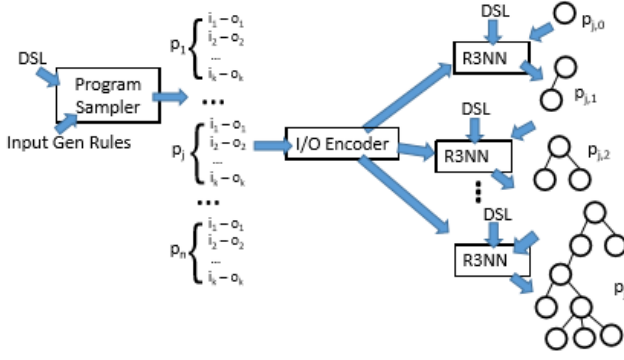 DSL
Program
Sampler
Input Gen Rules
p1
i1 – o1
i2 – o2
...
ik – ok
...
pj
i1 – o1
i2 – o2
...
ik – ok
...
pn
i1 – o1
i2 – o2
...
ik – ok
I/O Encoder
DSL
R3NN
pj,0
pj,1
DSL
R3NN
pj,2
DSL
R3NN